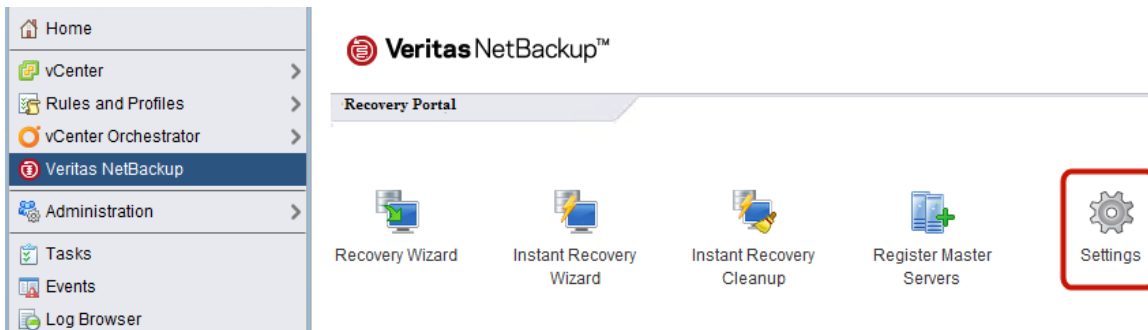 Home
vCenter
Rules and Profiles
vCenter Orchestrator
Veritas NetBackup
Administration
Tasks
Events
Log Browser
Veritas NetBackup™
Recovery Portal
Recovery Wizard
Instant Recovery
Wizard
Instant Recovery
Cleanup
Register Master
Servers
Settings